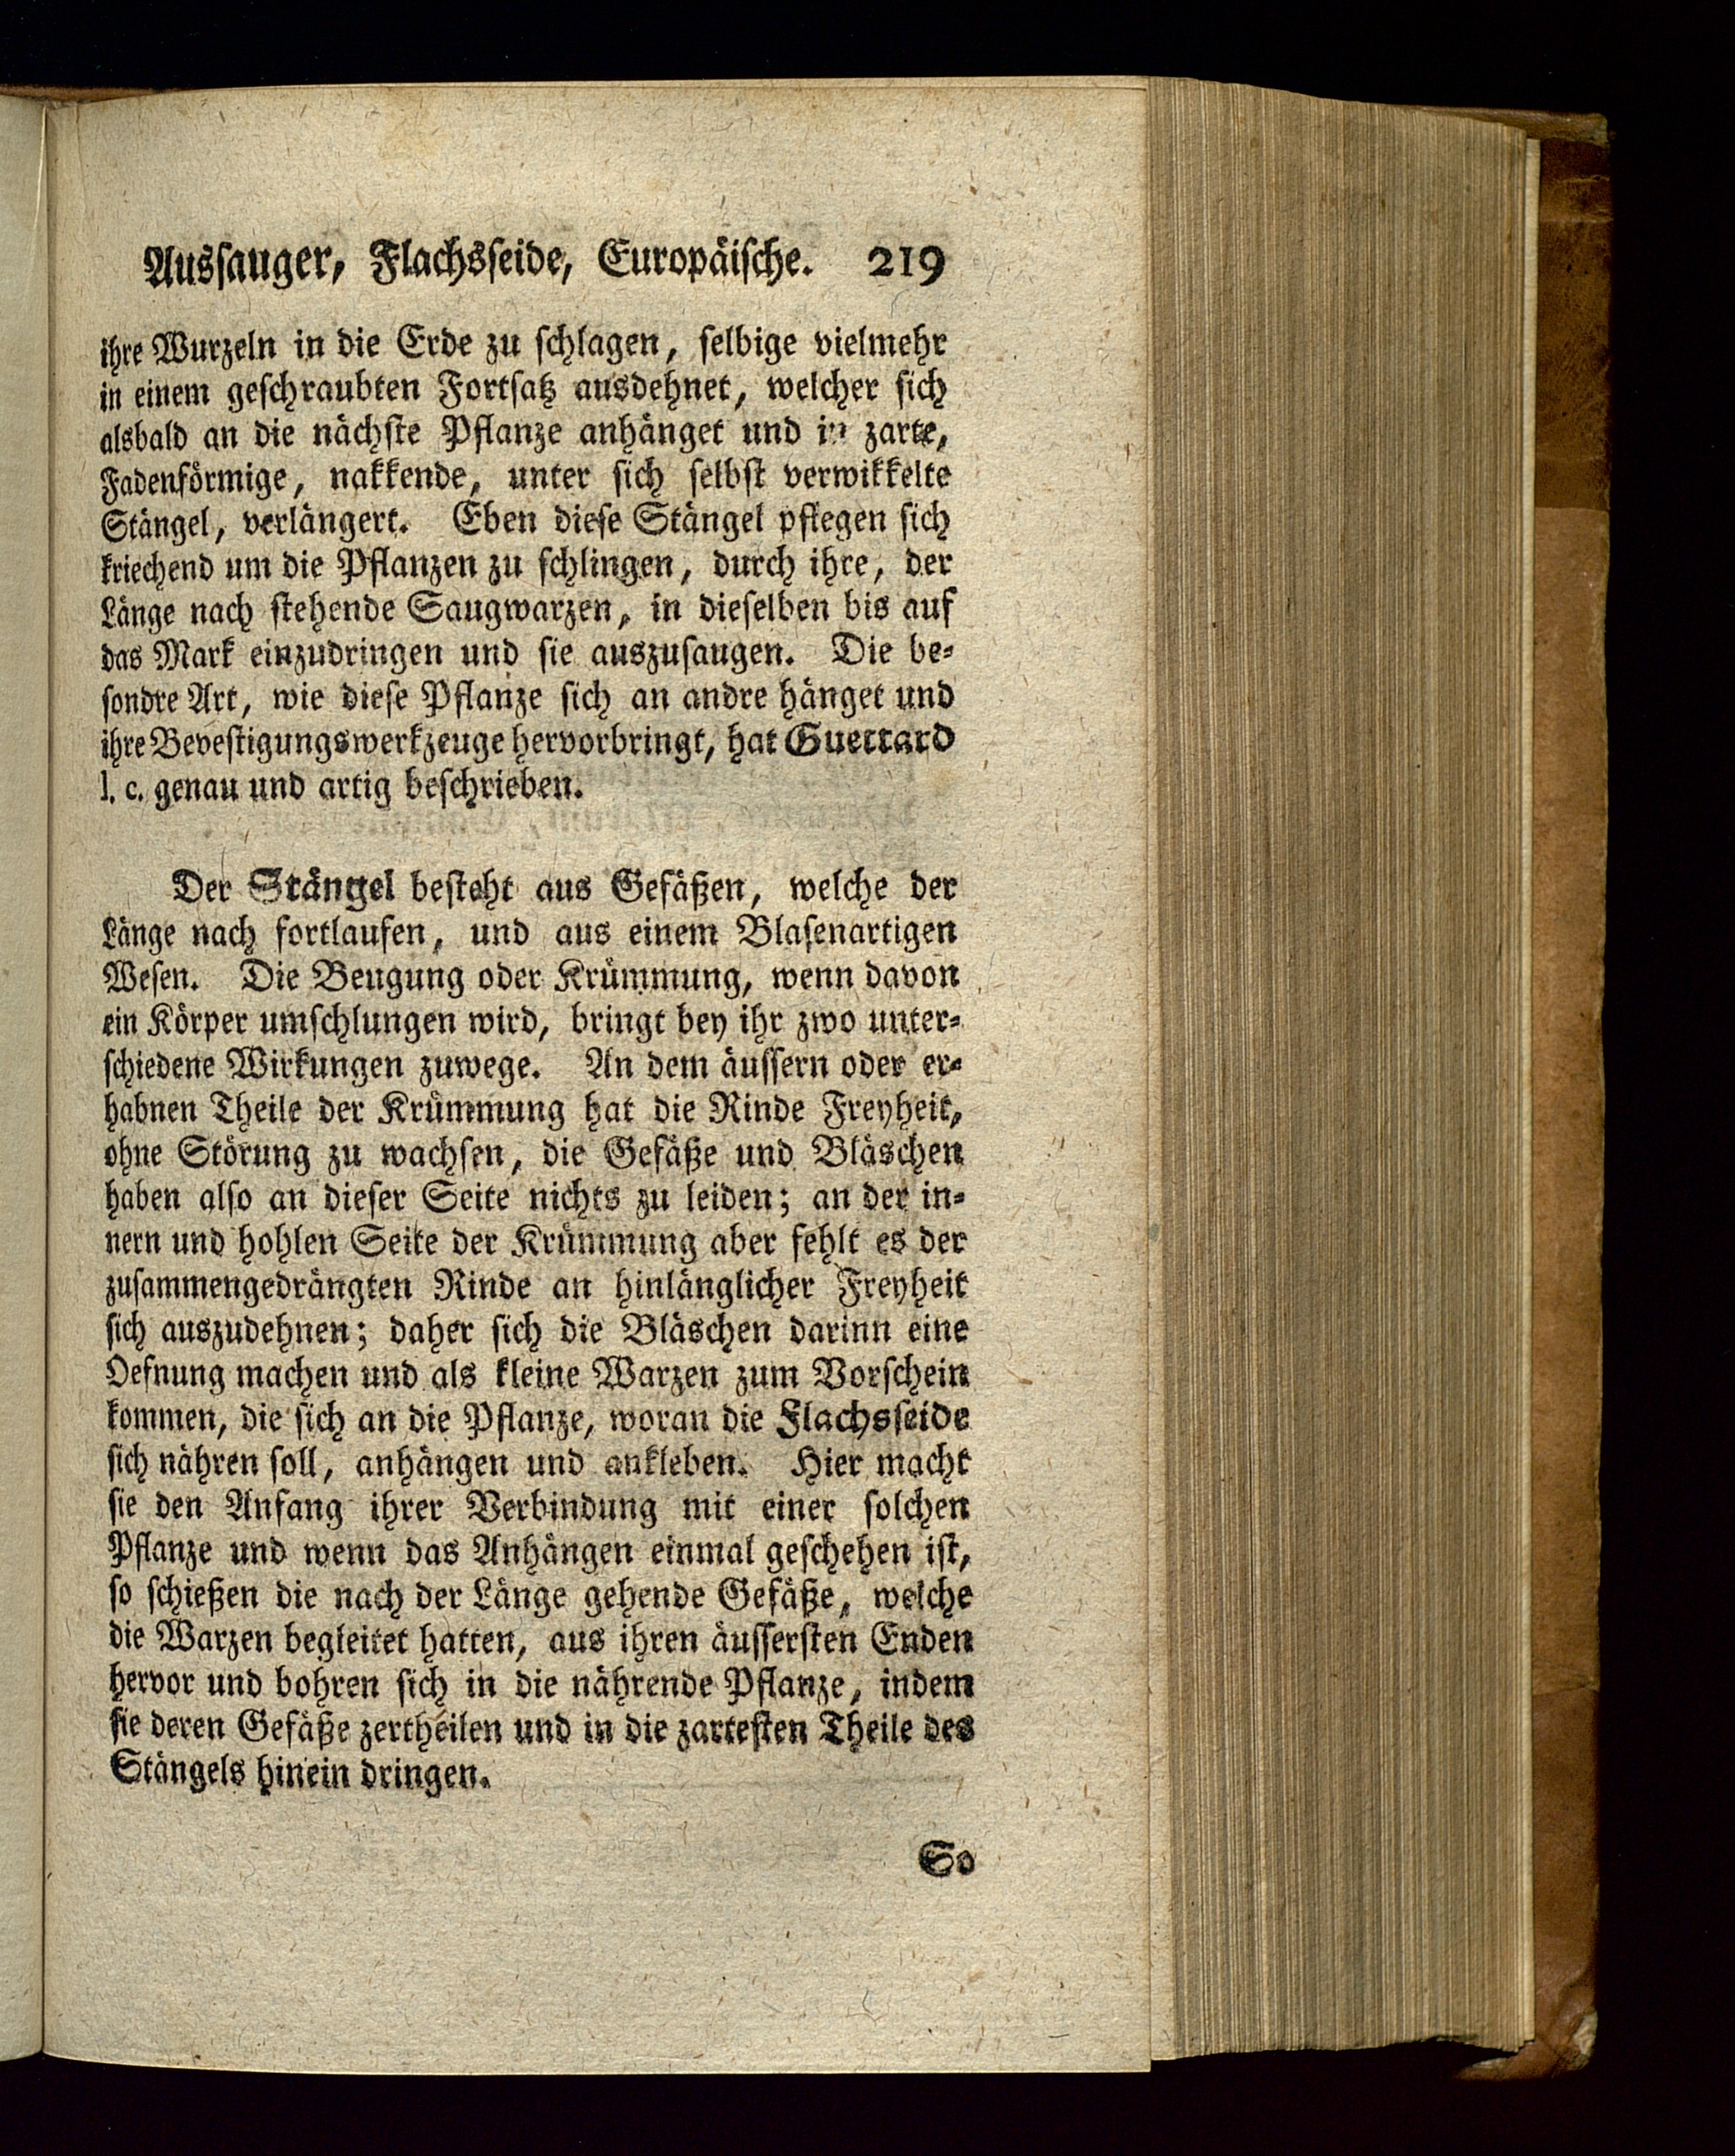 Aussauger, Flachsseide, Europäische. 219
ihre Wurzeln in die Erde zu schlagen, selbige vielmehr
in einem geschraubten Fortsatz ausdehnet, welcher sich
alsbald an die nächste Pflanze anhänget und in zarte,
Fadenförmige, nakkende, unter sich selbst verwikkelte
Stängel, verlängert. Eben diese Stängel pflegen sich
kriechend um die Pflanzen zu schlingen, durch ihre, der
Länge nach stehende Saugwarzen, in dieselben bis auf
das Mark einzudringen und sie auszusaugen. Die be-
sondre Art, wie diese Pflanze sich an andre hänget und
ihre Bevestigungswerkzeuge hervorbringt, hat Guettard
l. c. genau und artig beschrieben.
Der Stängel besteht aus Gefäßen, welche der
Länge nach fortlaufen, und aus einem Blasenartigen
Wesen. Die Beugung oder Krümmung, wenn davon
ein Körper umschlungen wird, bringt bey ihr zwo unter-
schiedene Wirkungen zuwege. An dem äussern oder er-
habnen Theile der Krümmung hat die Rinde Freyheit,
ohne Störung zu wachsen, die Gefäße und Bläschen
haben also an dieser Seite nichts zu leiden; an der in-
nern und hohlen Seite der Krümmung aber fehlt es der
zusammengedrängten Rinde an hinlänglicher Freyheit
sich auszudehnen; daher sich die Bläschen darinn eine
Oefnung machen und als kleine Warzen zum Vorschein
kommen, die sich an die Pflanze, woran die Flachsseide
sich nähren soll, anhängen und ankleben. Hier macht
sie den Anfang ihrer Verbindung mit einer solchen
Pflanze und wenn das Anhängen einmal geschehen ist,
so schießen die nach der Länge gehende Gefäße, welche
die Warzen begleitet hatten, aus ihren äussersten Enden
hervor und bohren sich in die nährende Pflanze, indem
sie deren Gefäße zertheilen und in die zartesten Theile des
Stängels hinein dringen.
So